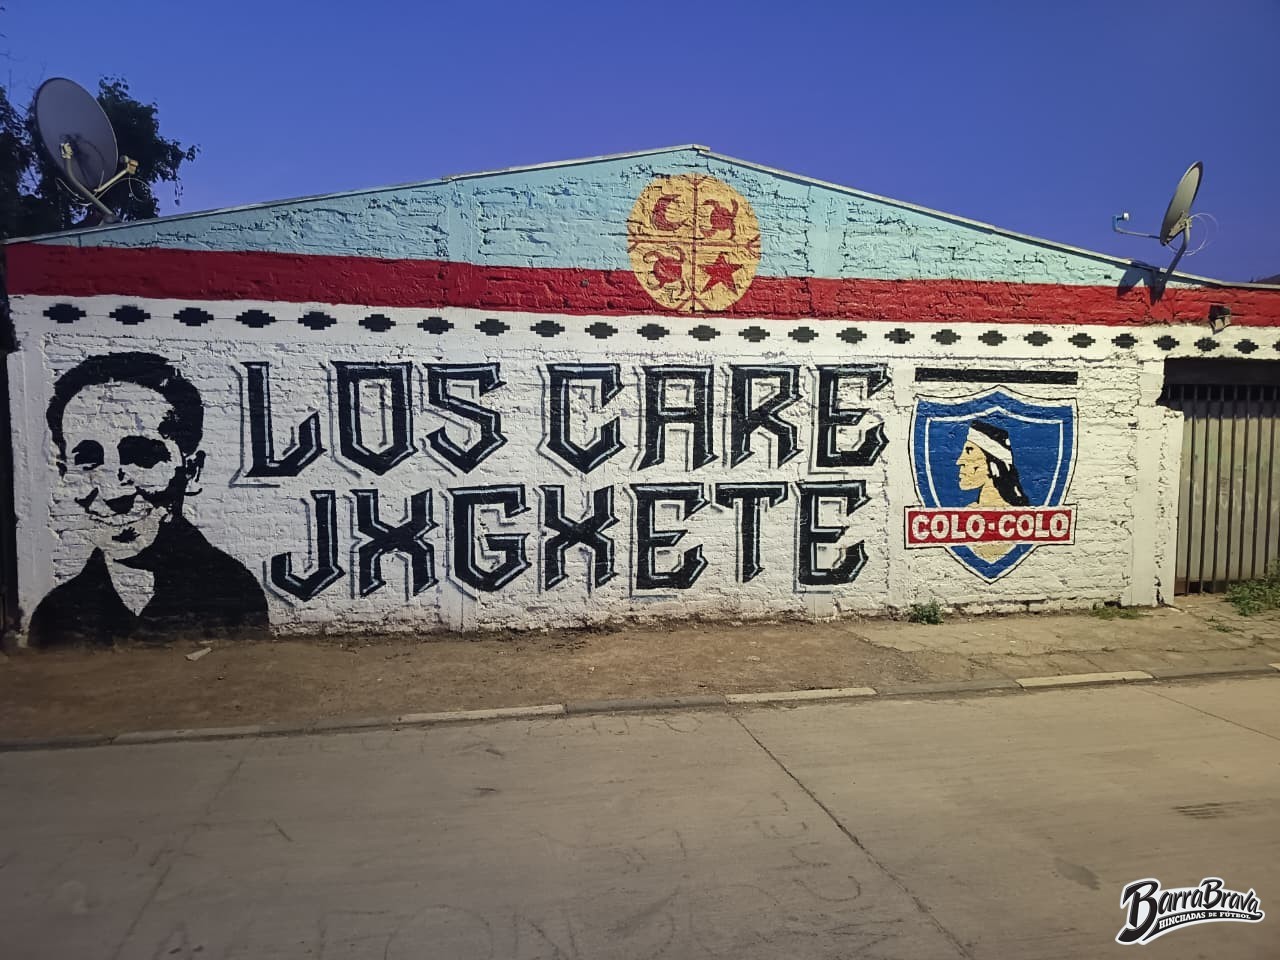 LOS CARE
JXGXETE
COLO-COLO
BarraBrava
HINCHADAS DE FÚTBOL